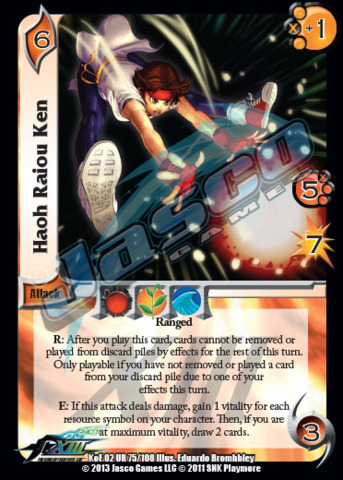 6
+1
Haoh Raiou Ken
Jasco
GAMES
5
7
Attack
Ranged
R: After you play this card, cards cannot be removed or
played from discard piles by effects for the rest of this turn.
Only playable if you have not removed or played a card
from your discard pile due to one of your
effects this turn.
E: If this attack deals damage, gain 1 vitality for each
resource symbol on your character. Then, if you are
at maximum vitality, draw 2 cards.
3
XIII
KoF 02 UR 75/108 Illus. Eduardo Bromhbley
© 2013 Jasco Games LLC © 2011 SNK Playmore